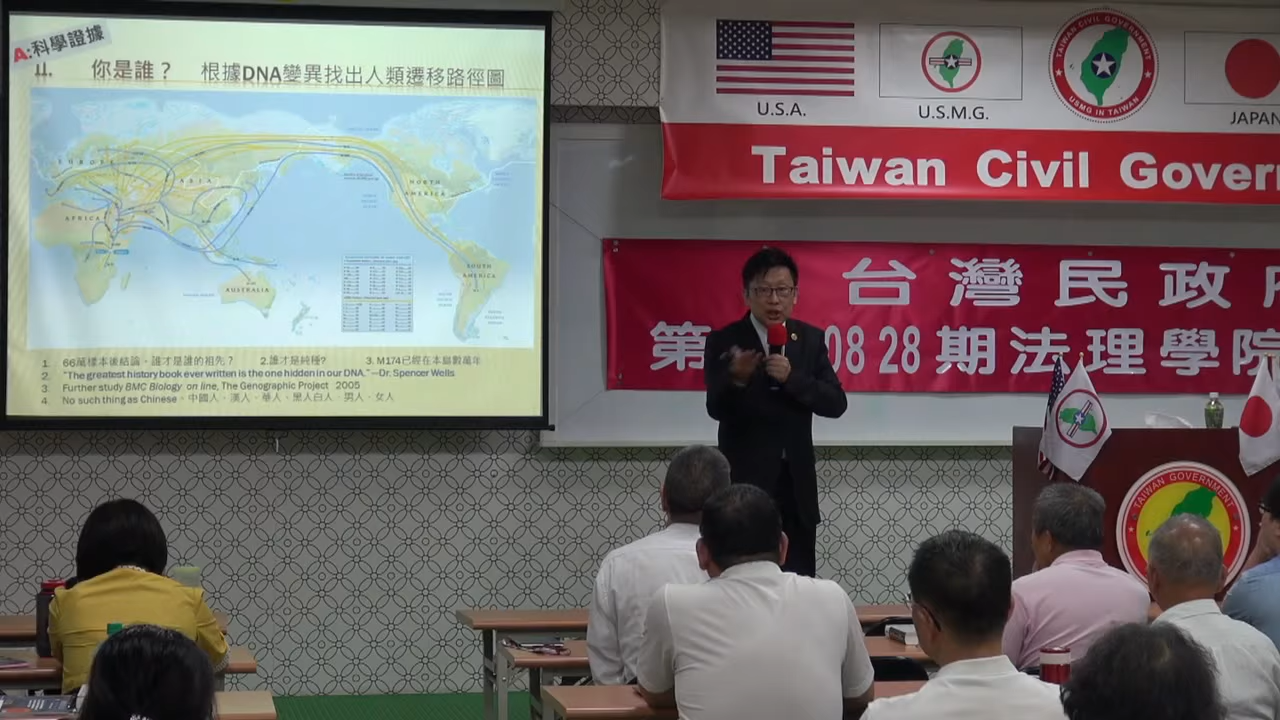 A:科學證據
II. 你是誰？ 根據DNA變異找出人類遷移路徑圖
EUROPE
ASIA
AFRICA
NORTH AMERICA
SOUTH AMERICA
AUSTRALIA
1. 66萬樣本後結論，誰才是誰的祖先？ 2.誰才是純種? 3. M174已經在本島數萬年
2. "The greatest history book ever written is the one hidden in our DNA."—Dr. Spencer Wells
3. Further study BMC Biology on line, The Genographic Project 2005
4. No such thing as Chinese、中國人、漢人、華人、黑人白人、男人、女人
U.S.A.
U.S.M.G.
TAIWAN CIVIL GOVERNMENT
USMG IN TAIWAN
JAPAN
Taiwan Civil Govern
台灣民政府
第 08 28 期法理學院
TAIWAN GOVERNMENT